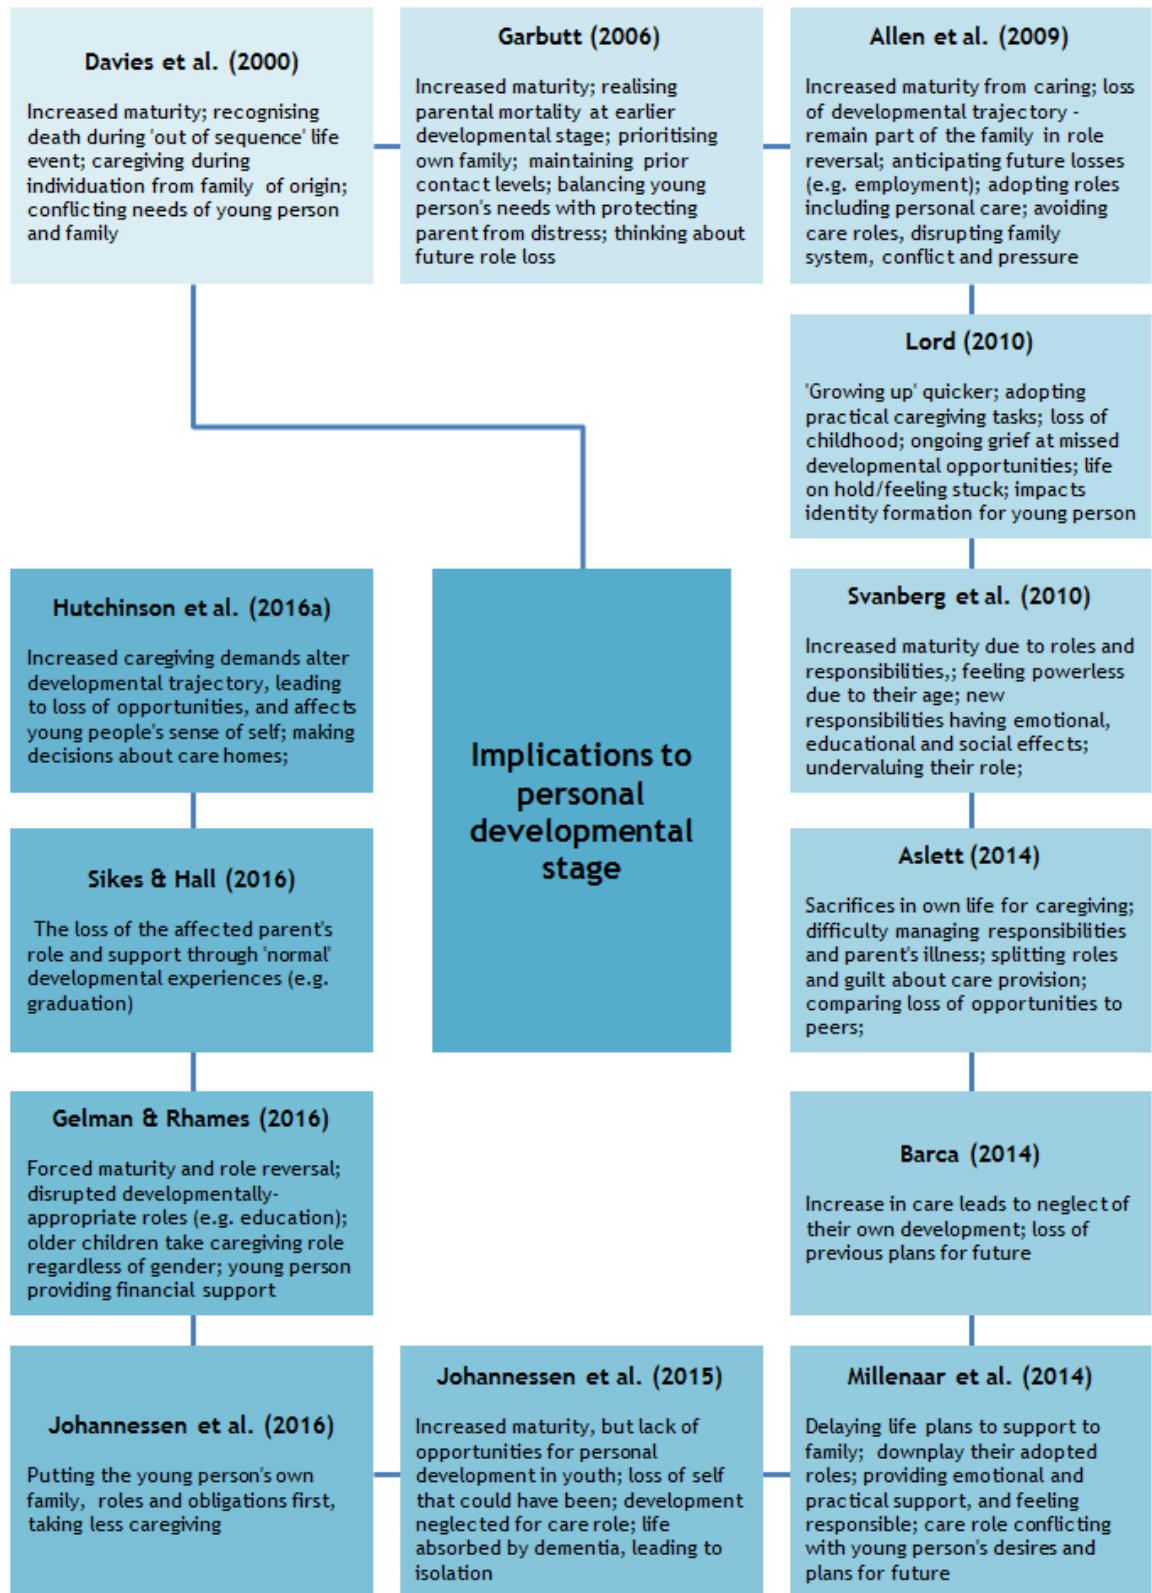 Davies et al. (2000)
Increased maturity; recognising
death during 'out of sequence' life
event; caregiving during
individuation from family of origin;
conflicting needs of young person
and family
Garbutt (2006)
Increased maturity; realising
parental mortality at earlier
developmental stage; prioritising
own family; maintaining prior
contact levels; balancing young
person's needs with protecting
parent from distress; thinking about
future role loss
Allen et al. (2009)
Increased maturity from caring; loss
of developmental trajectory -
remain part of the family in role
reversal; anticipating future losses
(e.g. employment); adopting roles
including personal care; avoiding
care roles, disrupting family
system, conflict and pressure
Lord (2010)
'Growing up' quicker; adopting
practical caregiving tasks; loss of
childhood; ongoing grief at missed
developmental opportunities; life
on hold/feeling stuck; impacts
identity formation for young person
Svanberg et al. (2010)
Increased maturity due to roles and
responsibilities,; feeling powerless
due to their age; new
responsibilities having emotional,
educational and social effects;
undervaluing their role;
Aslett (2014)
Sacrifices in own life for caregiving;
difficulty managing responsibilities
and parent's illness; splitting roles
and guilt about care provision;
comparing loss of opportunities to
peers;
Barca (2014)
Increase in care leads to neglect of
their own development; loss of
previous plans for future
Millenaar et al. (2014)
Delaying life plans to support to
family; downplay their adopted
roles; providing emotional and
practical support, and feeling
responsible; care role conflicting
with young person's desires and
plans for future
Johannessen et al. (2015)
Increased maturity, but lack of
opportunities for personal
development in youth; loss of self
that could have been; development
neglected for care role; life
absorbed by dementia, leading to
isolation
Johannessen et al. (2016)
Putting the young person's own
family, roles and obligations first,
taking less caregiving
Gelman & Rhames (2016)
Forced maturity and role reversal;
disrupted developmentally-
appropriate roles (e.g. education);
older children take caregiving role
regardless of gender; young person
providing financial support
Sikes & Hall (2016)
The loss of the affected parent's
role and support through 'normal'
developmental experiences (e.g.
graduation)
Hutchinson et al. (2016a)
Increased caregiving demands alter
developmental trajectory, leading
to loss of opportunities, and affects
young people's sense of self; making
decisions about care homes;
Implications to
personal
developmental
stage